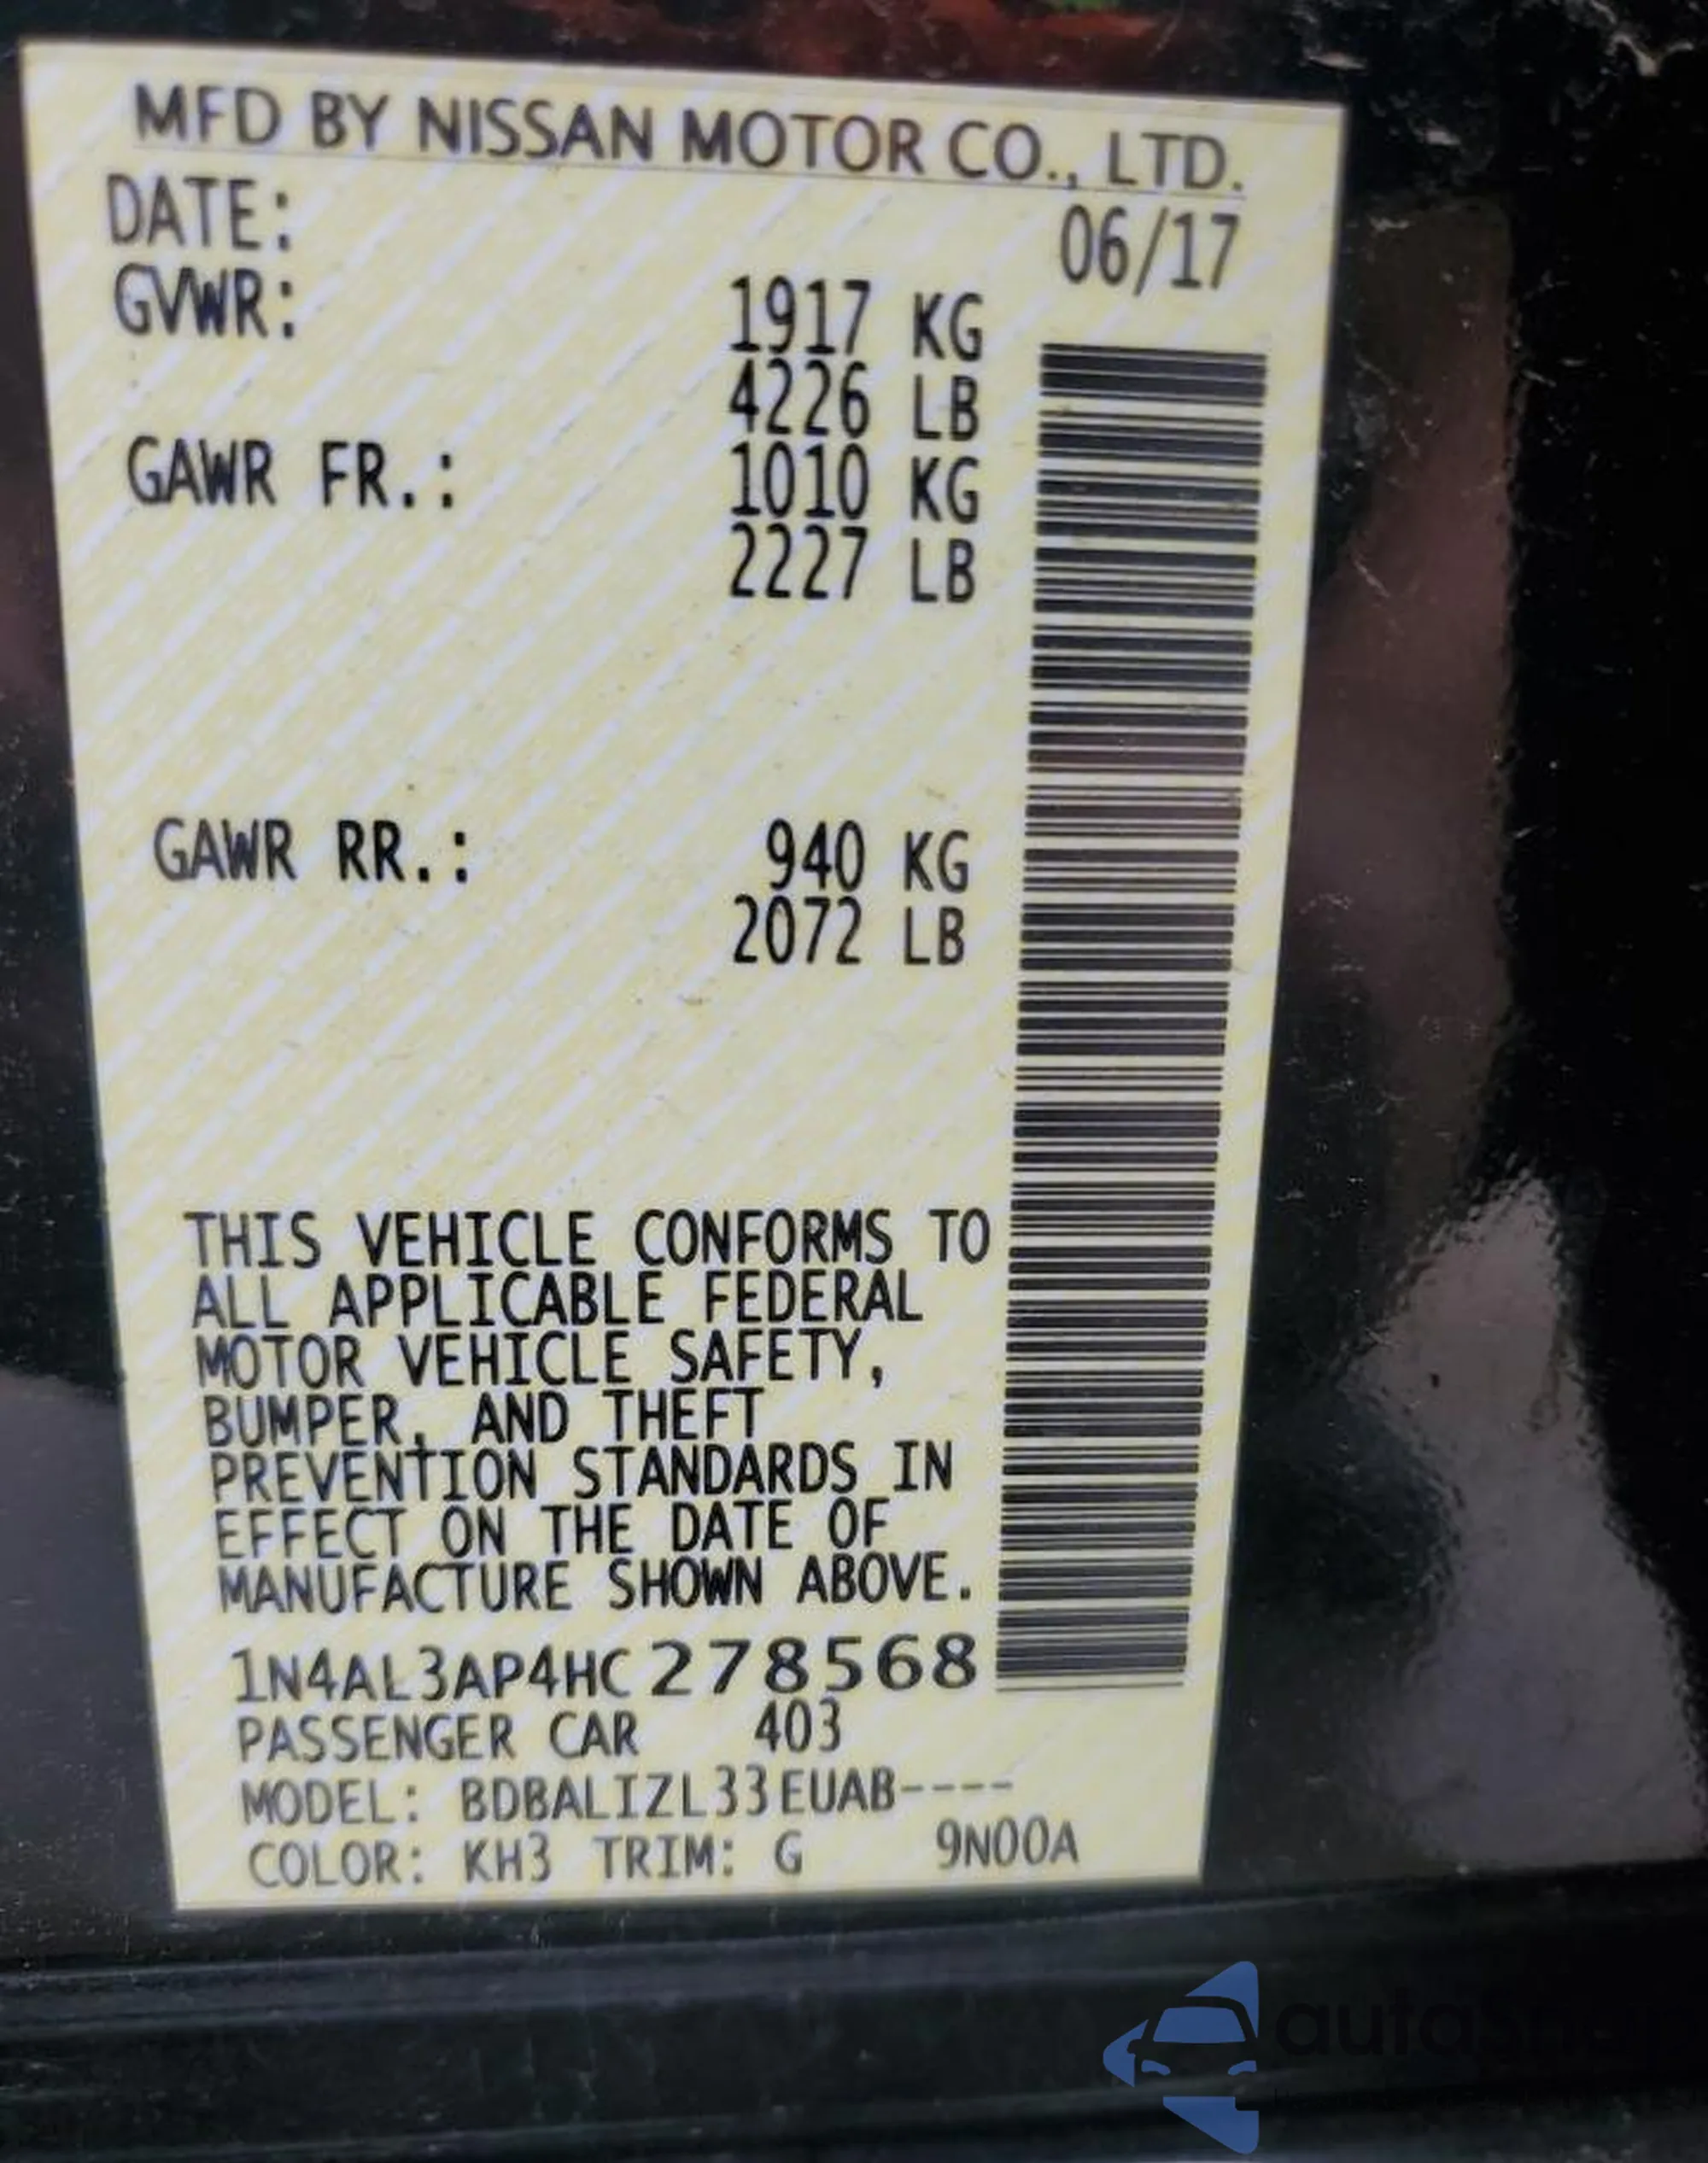 MFD BY NISSAN MOTOR CO., LTD.
DATE: 06/17
GVWR: 1917 KG
4226 LB
GAWR FR.: 1010 KG
2227 LB
GAWR RR.: 940 KG
2072 LB
THIS VEHICLE CONFORMS TO
ALL APPLICABLE FEDERAL
MOTOR VEHICLE SAFETY,
BUMPER, AND THEFT
PREVENTION STANDARDS IN
EFFECT ON THE DATE OF
MANUFACTURE SHOWN ABOVE.
1N4AL3AP4HC278568
PASSENGER CAR 403
MODEL: BDBALIZL33EUAB----
COLOR: KH3 TRIM: G 9N00A